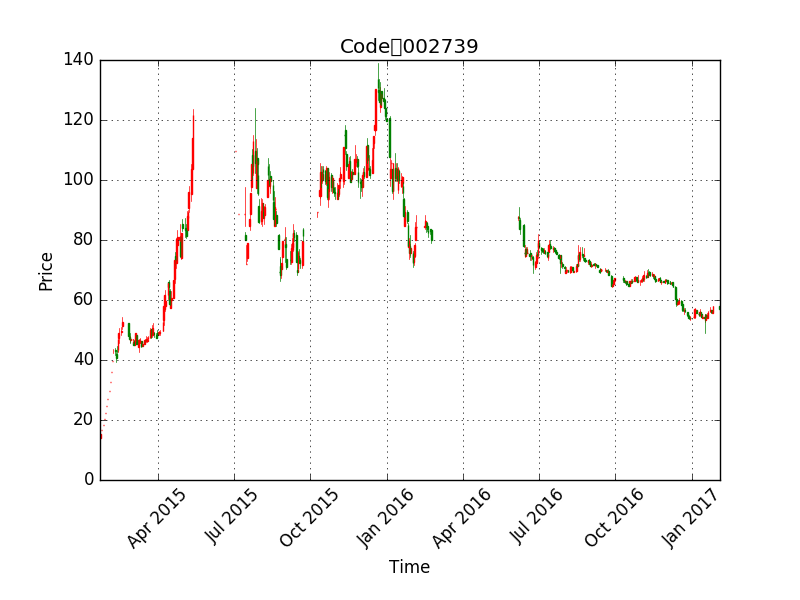 Code▯002739
140
120
100
80
60
40
20
0
Price
Apr 2015
Jul 2015
Oct 2015
Jan 2016
Apr 2016
Jul 2016
Oct 2016
Jan 2017
Time